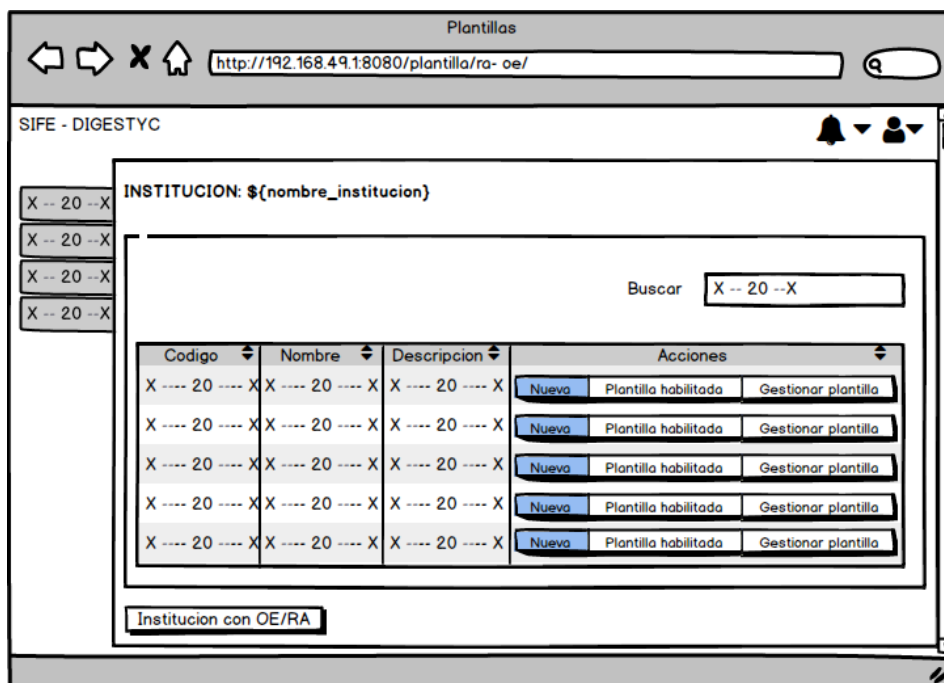 Plantillas
http://192.168.49.1:8080/plantilla/ra- oe/
SIFE - DIGESTYC
INSTITUCION: ${nombre_institucion}
X -- 20 --X
X -- 20 --X
X -- 20 --X
X -- 20 --X
Buscar X -- 20 --X
Codigo Nombre Descripcion Acciones
X ---- 20 ---- X X ---- 20 ---- X X ---- 20 ---- X Nueva Plantilla habilitada Gestionar plantilla
X ---- 20 ---- X X ---- 20 ---- X X ---- 20 ---- X Nueva Plantilla habilitada Gestionar plantilla
X ---- 20 ---- X X ---- 20 ---- X X ---- 20 ---- X Nueva Plantilla habilitada Gestionar plantilla
X ---- 20 ---- X X ---- 20 ---- X X ---- 20 ---- X Nueva Plantilla habilitada Gestionar plantilla
X ---- 20 ---- X X ---- 20 ---- X X ---- 20 ---- X Nueva Plantilla habilitada Gestionar plantilla
Institucion con OE/RA